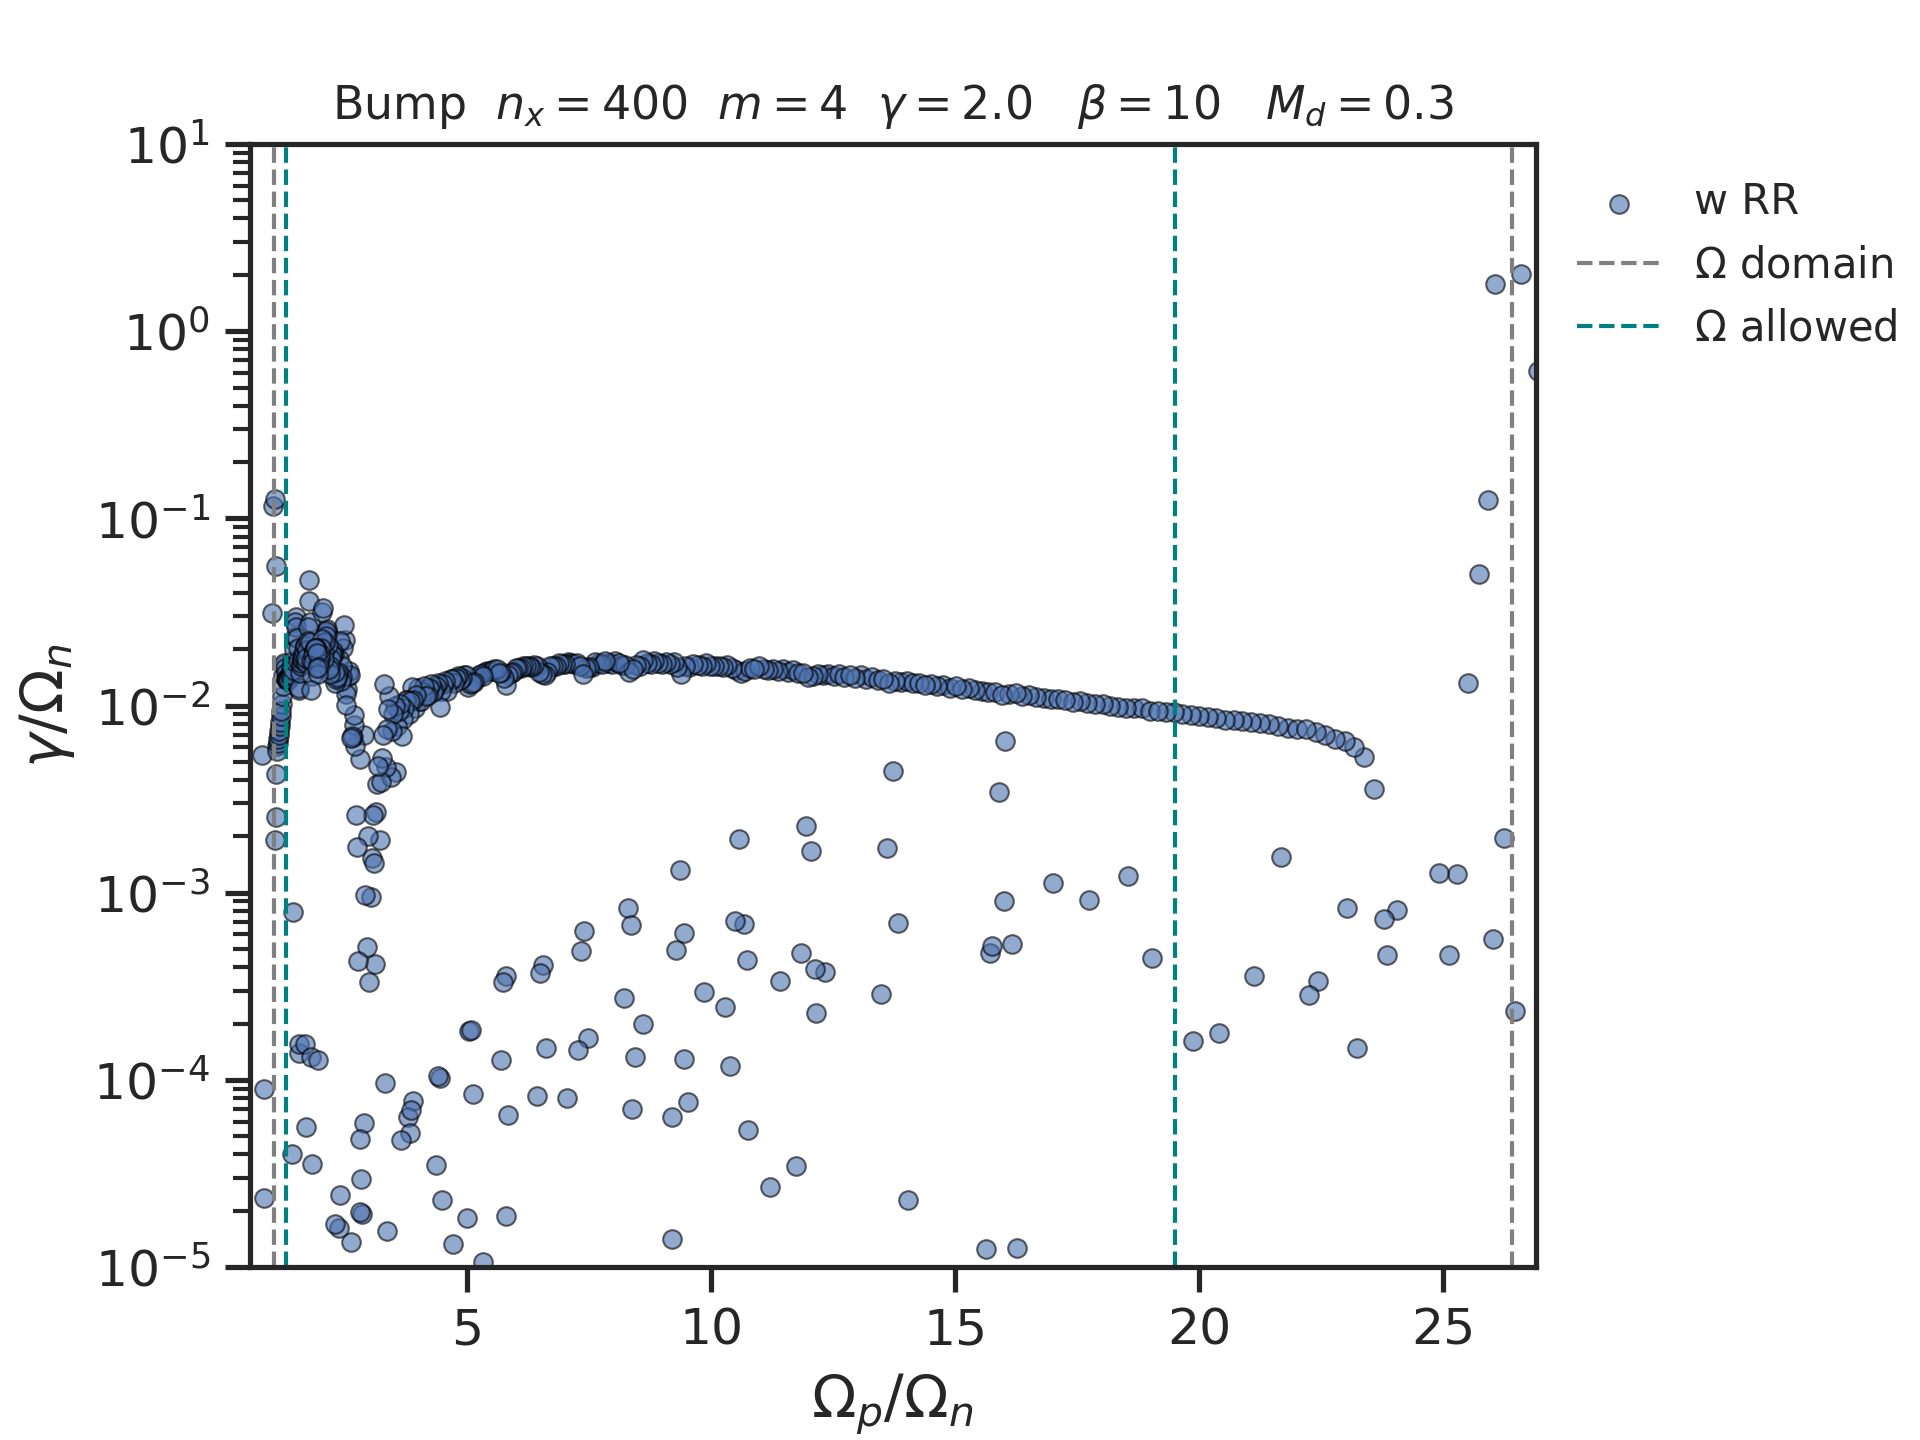 Bump n_x = 400 m = 4 γ = 2.0 β = 10 M_d = 0.3
10^1
10^0
10^-1
10^-2
10^-3
10^-4
10^-5
γ/Ω_n
5 10 15 20 25
Ω_p/Ω_n
w RR
Ω domain
Ω allowed